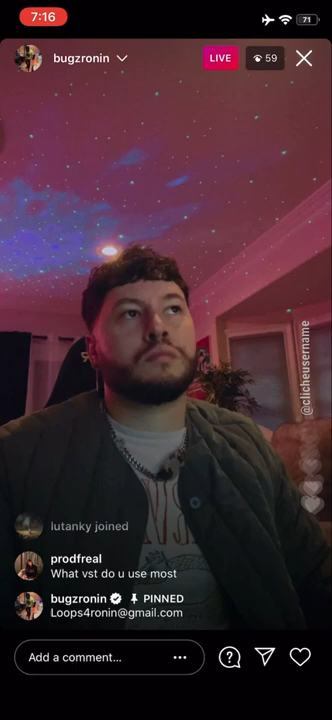 7:16
71
bugzronin
LIVE
59
@clicheusername
lutanky joined
prodfreal
What vst do u use most
bugzronin PINNED
Loops4ronin@gmail.com
Add a comment...